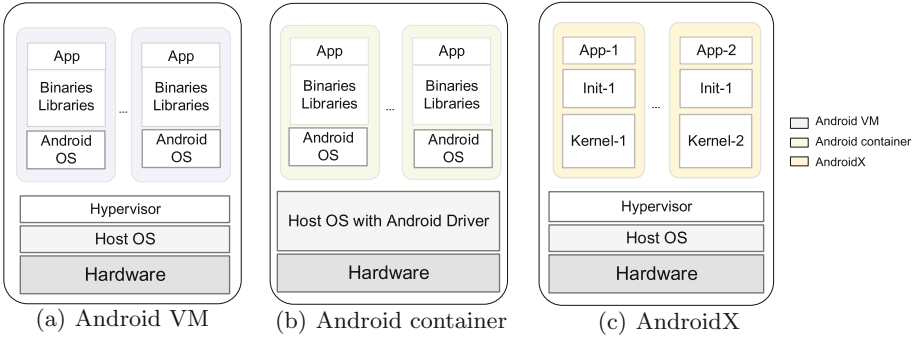 App
Binaries
Libraries
Android
OS
...
App
Binaries
Libraries
Android
OS
Hypervisor
Host OS
Hardware
(a) Android VM
App
Binaries
Libraries
Android
OS
...
App
Binaries
Libraries
Android
OS
Host OS with Android Driver
Hardware
(b) Android container
App-1
Init-1
Kernel-1
...
App-2
Init-1
Kernel-2
Hypervisor
Host OS
Hardware
(c) AndroidX
Android VM
Android container
AndroidX